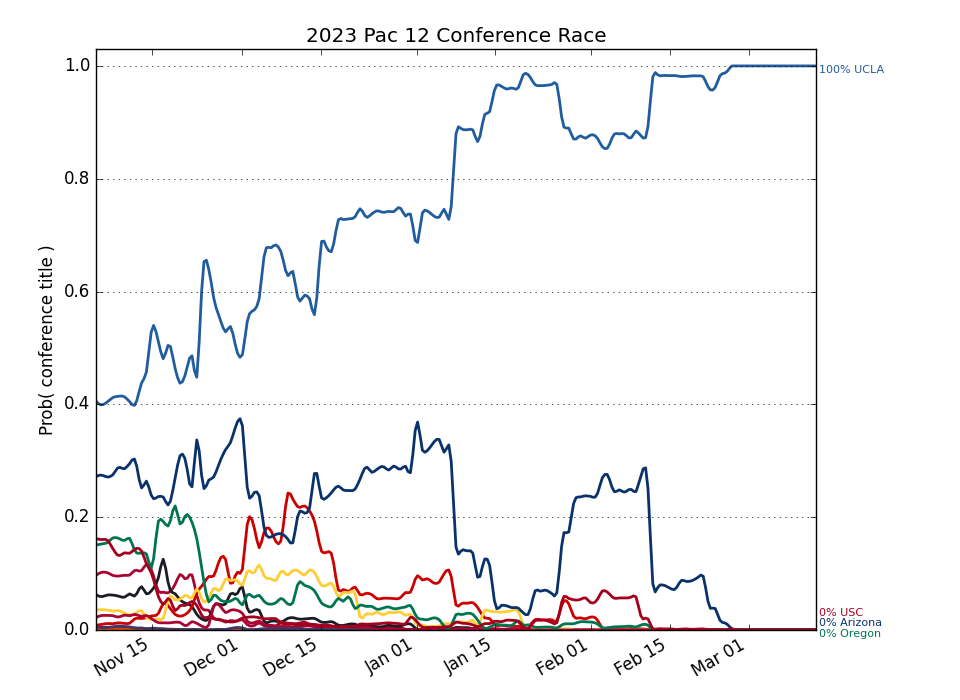 2023 Pac 12 Conference Race
Prob( conference title )
1.0
0.8
0.6
0.4
0.2
0.0
100% UCLA
0% USC
0% Arizona
0% Oregon
Nov 15
Dec 01
Dec 15
Jan 01
Jan 15
Feb 01
Feb 15
Mar 01